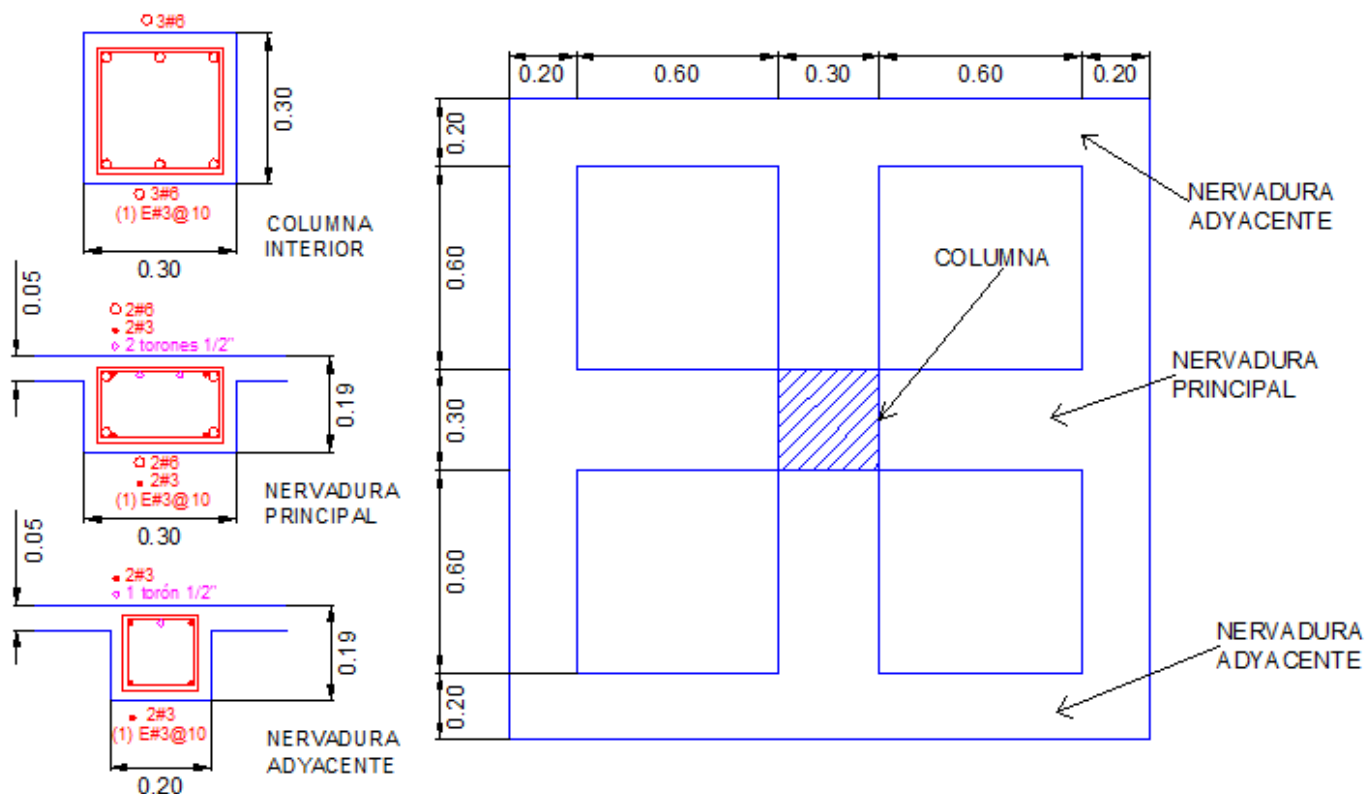 3#6
0.30
3#6
(1) E#3@10
COLUMNA
INTERIOR
0.30
0.05
2#6
2#3
2 torones 1/2"
0.19
2#6
2#3
(1) E#3@10
NERVADURA
PRINCIPAL
0.30
0.05
2#3
1 torón 1/2"
0.19
2#3
(1) E#3@10
NERVADURA
ADYACENTE
0.20
0.20 0.60 0.30 0.60 0.20
0.20
0.60
0.30
0.60
0.20
NERVADURA
ADYACENTE
COLUMNA
NERVADURA
PRINCIPAL
NERVADURA
ADYACENTE